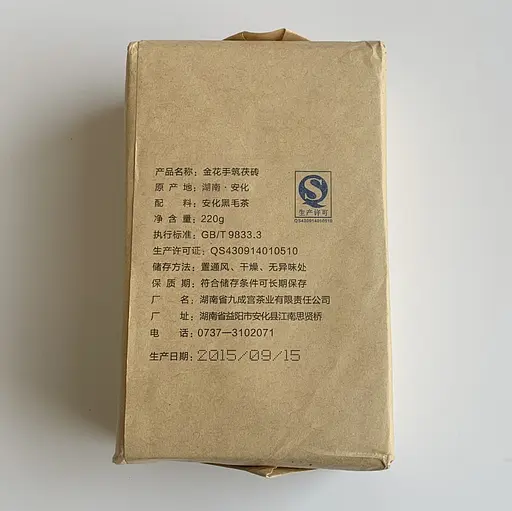 产品名称：金花手筑茯砖
原 产 地：湖南·安化
配 料：安化黑毛茶
净 含 量：220g
执行标准：GB/T 9833.3
生产许可证：QS430914010510
储存方法：置通风、干燥、无异味处
保 质 期：符合储存条件可长期保存
厂 名：湖南省九成宫茶业有限责任公司
厂 址：湖南省益阳市安化县江南思贤桥
电 话：0737—3102071
生产日期：2015/09/15
QS
生产许可